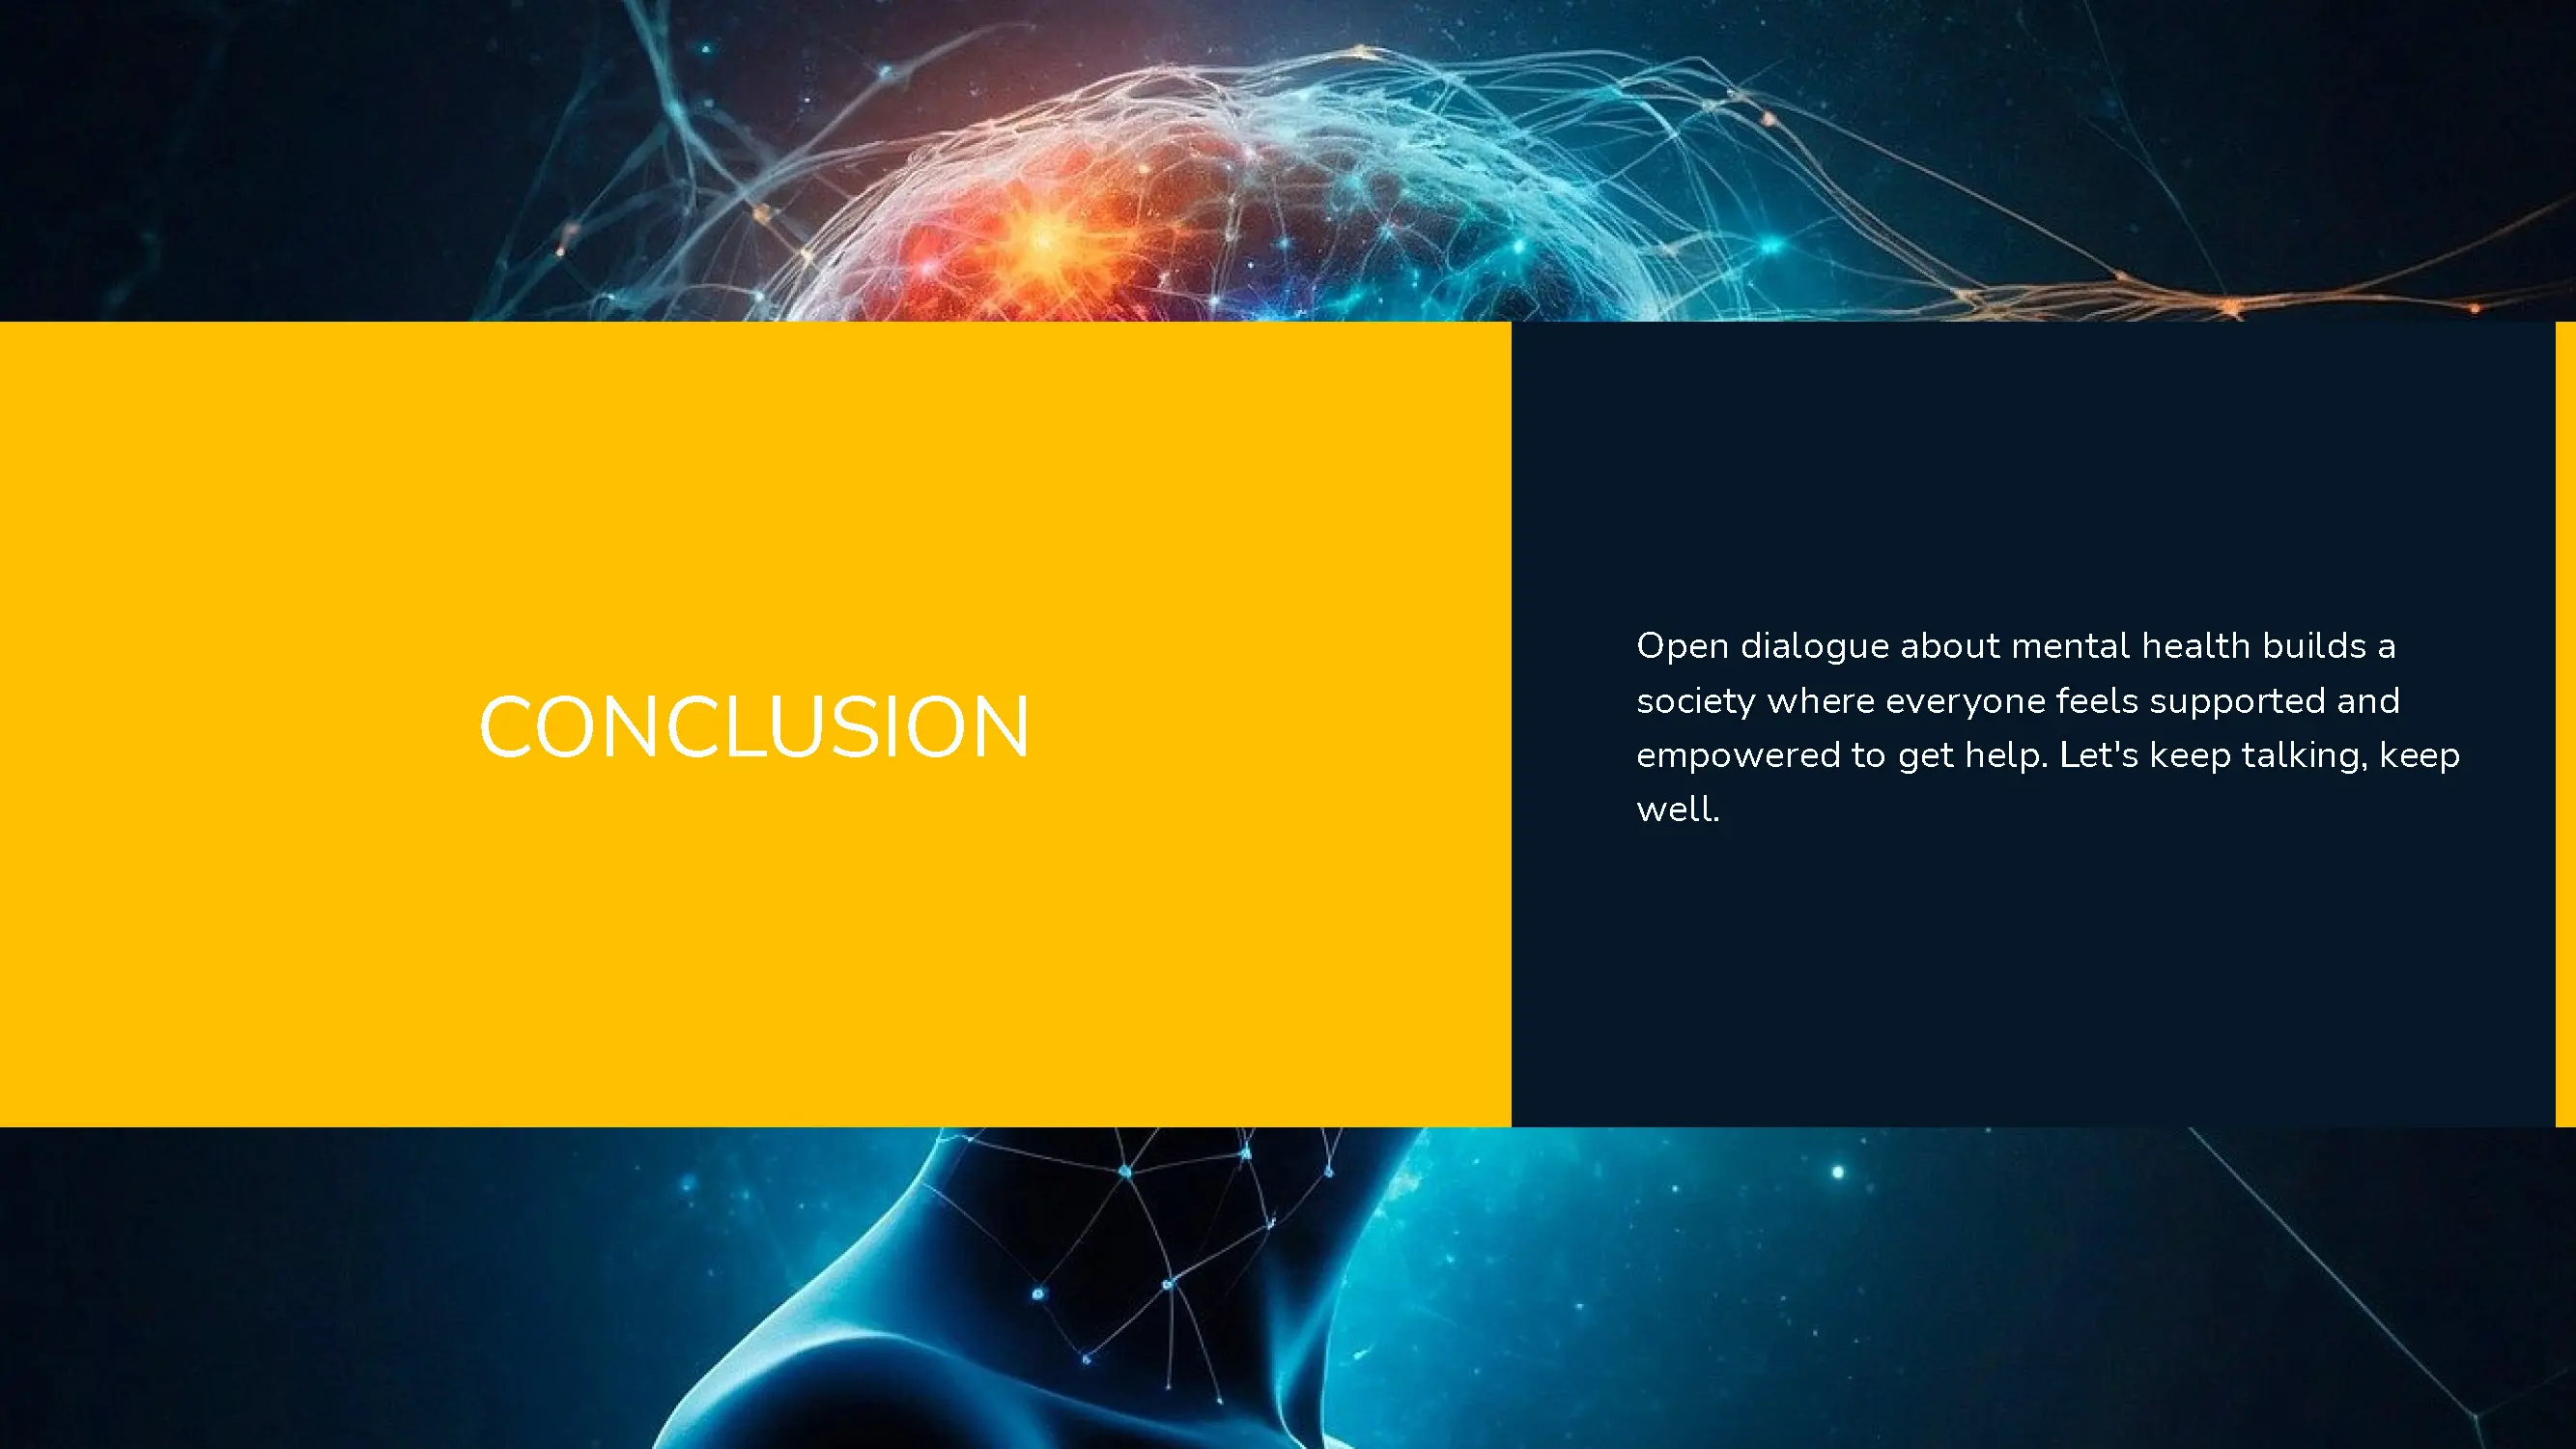 CONCLUSION
Open dialogue about mental health builds a
society where everyone feels supported and
empowered to get help. Let's keep talking, keep
well.